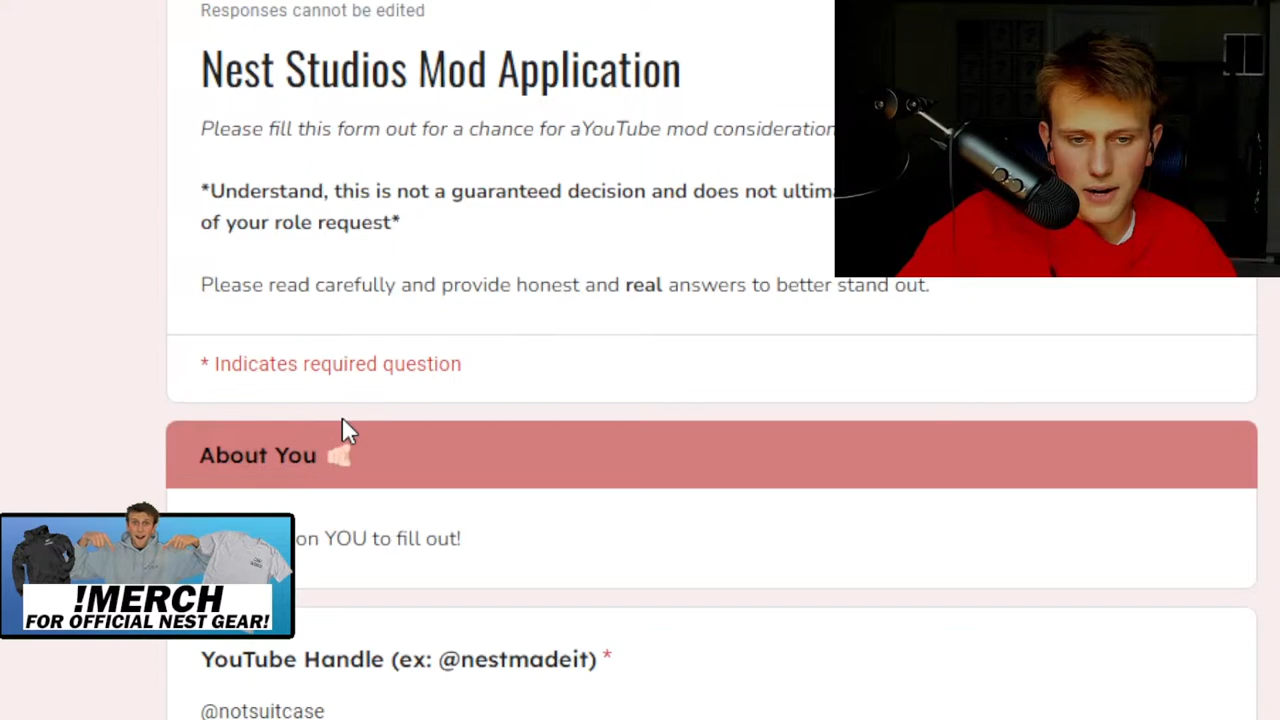 Responses cannot be edited
Nest Studios Mod Application
Please fill this form out for a chance for aYouTube mod consideration
*Understand, this is not a guaranteed decision and does not
of your role request*
Please read carefully and provide honest and real answers to better stand out.
* Indicates required question
About You
on YOU to fill out!
!MERCH
FOR OFFICIAL NEST GEAR!
YouTube Handle (ex: @nestmadeit) *
@notsuitcase